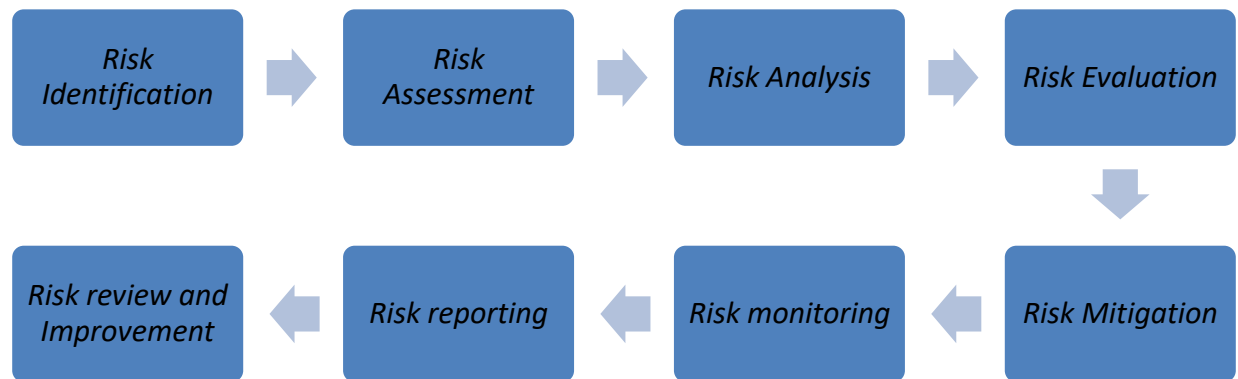 Risk
Identification
Risk
Assessment
Risk Analysis
Risk Evaluation
Risk Mitigation
Risk monitoring
Risk reporting
Risk review and
Improvement